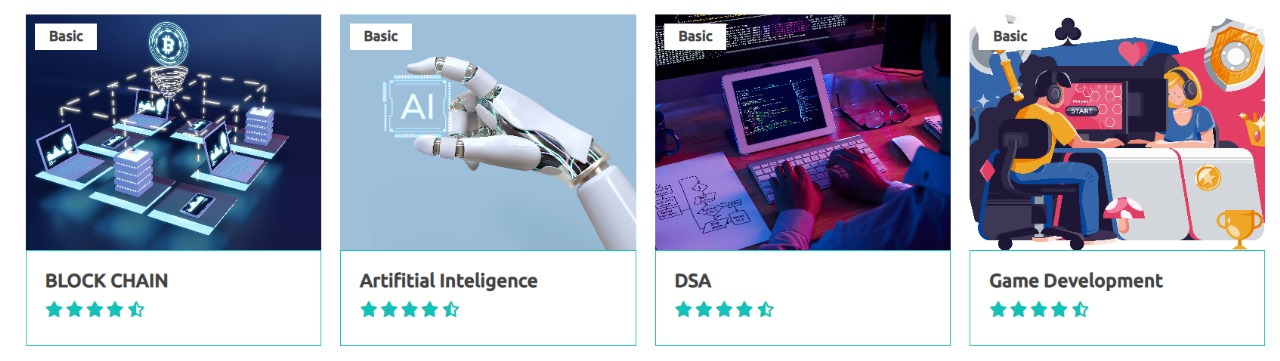 Basic
BLOCK CHAIN
Basic
AI
Artifitial Inteligence
Basic
DSA
Basic
START
Game Development